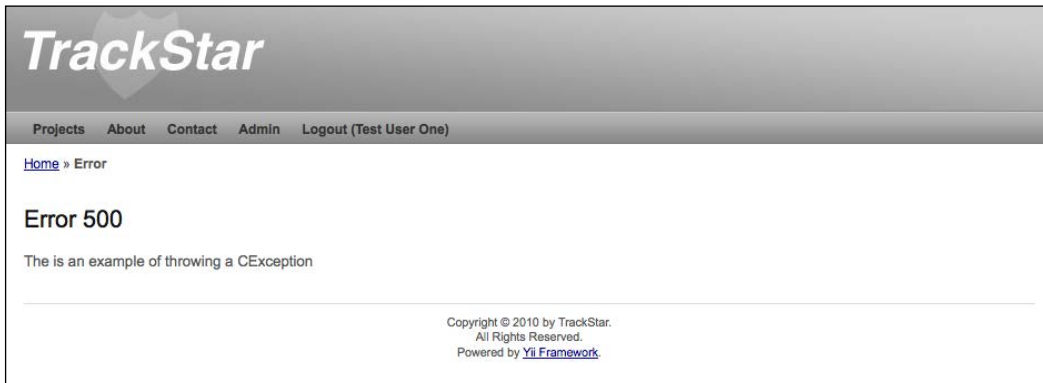 TrackStar
Projects About Contact Admin Logout (Test User One)
Home » Error
Error 500
The is an example of throwing a CException
Copyright © 2010 by TrackStar.
All Rights Reserved.
Powered by Yii Framework.